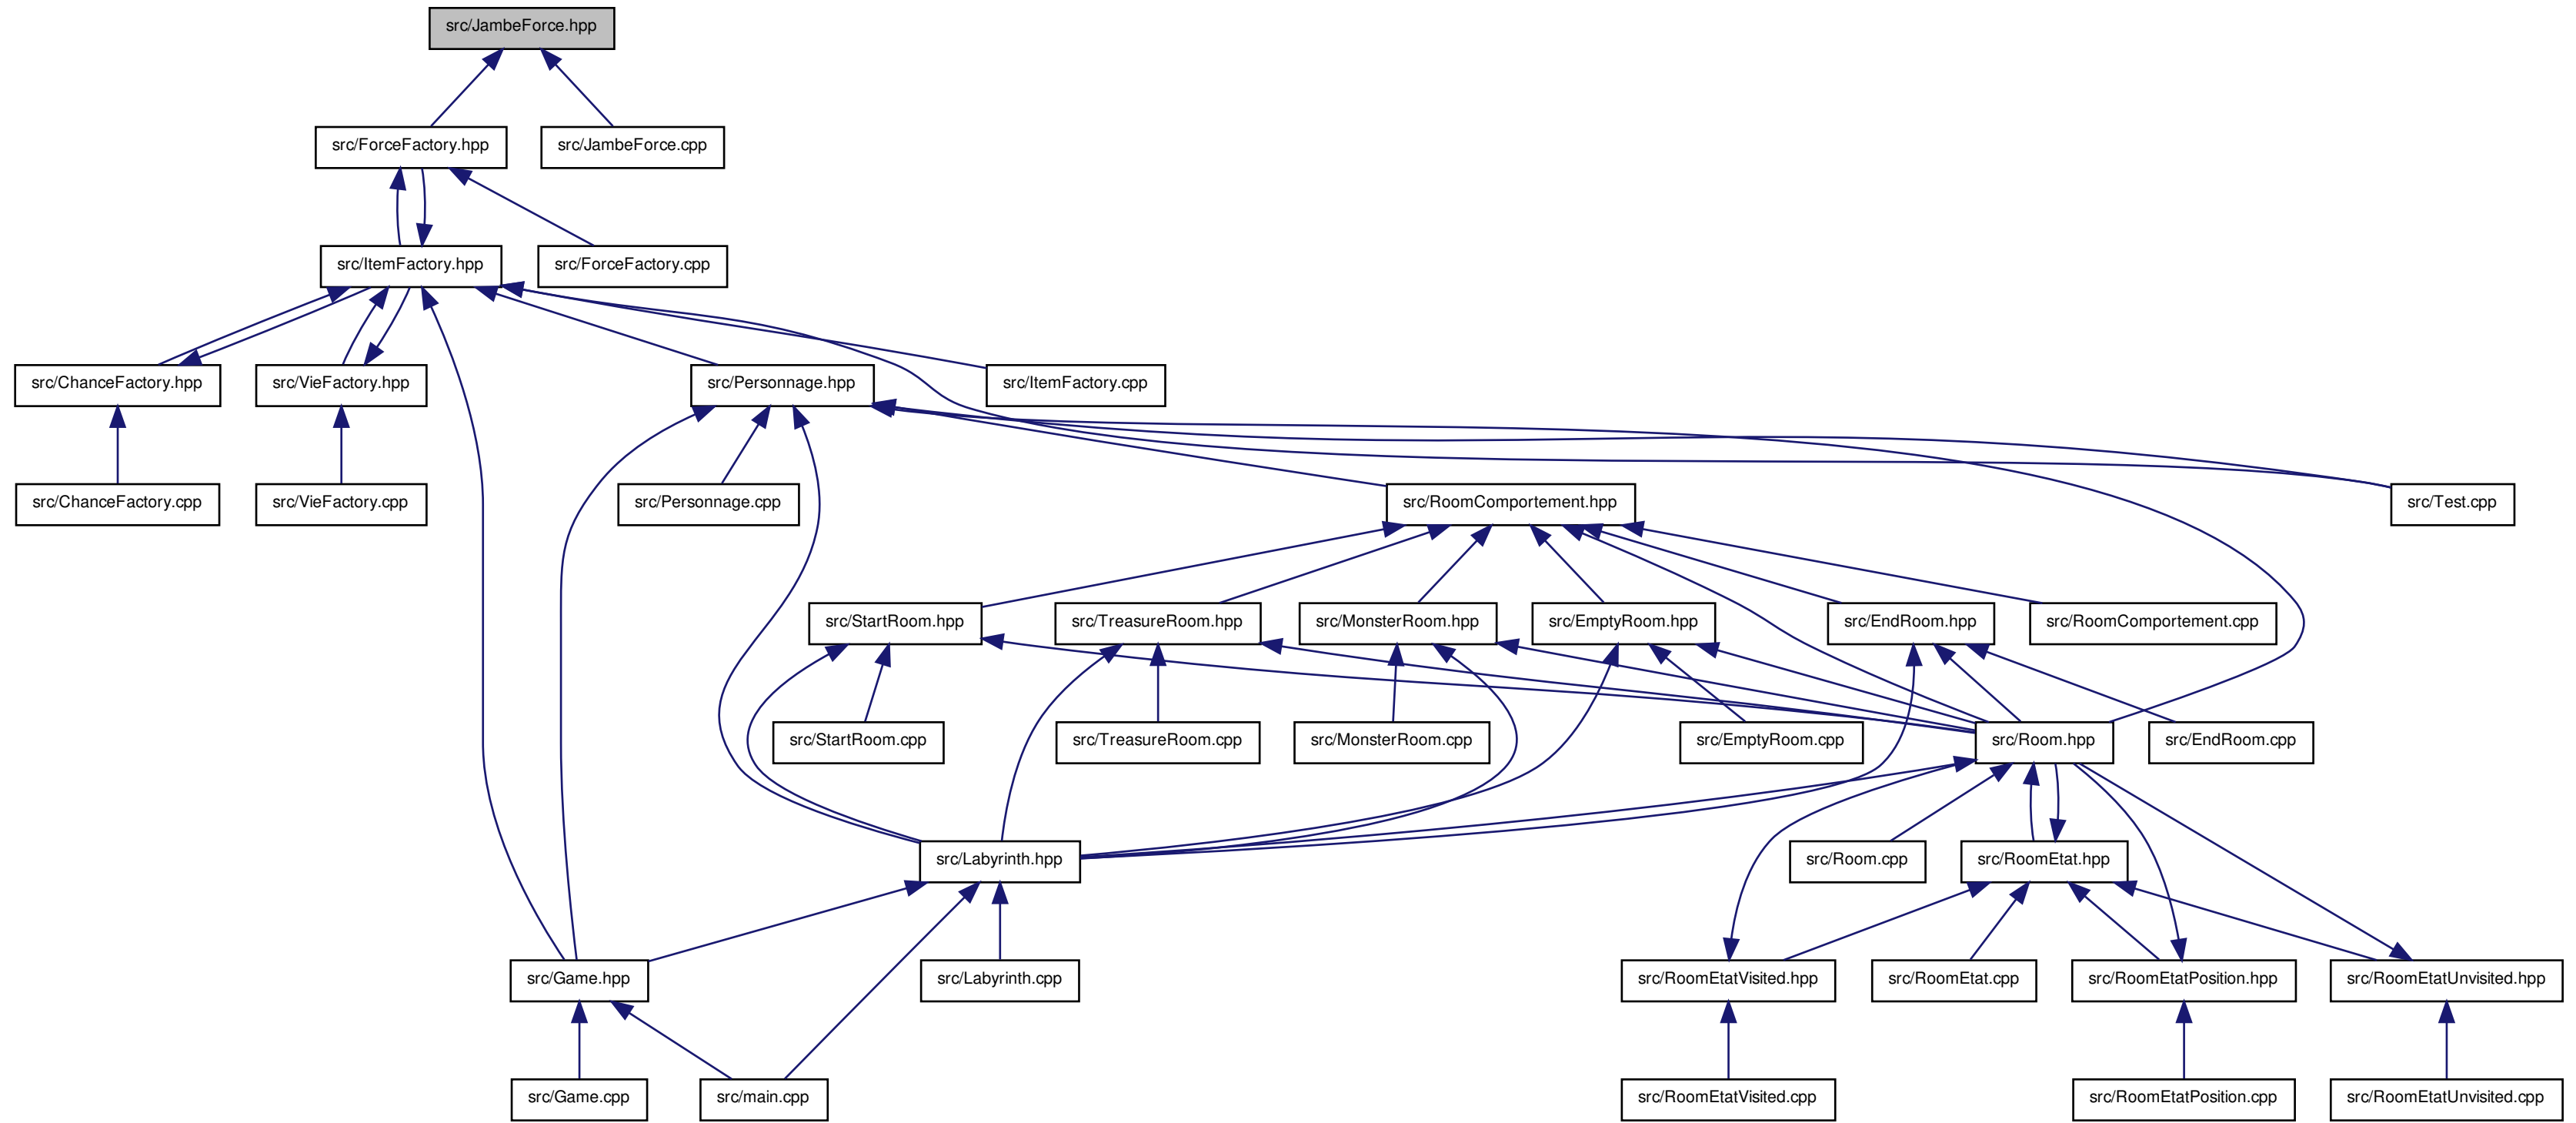 src/JambeForce.hpp
src/ForceFactory.hpp
src/JambeForce.cpp
src/ItemFactory.hpp
src/ForceFactory.cpp
src/ChanceFactory.hpp
src/VieFactory.hpp
src/Personnage.hpp
src/ItemFactory.cpp
src/ChanceFactory.cpp
src/VieFactory.cpp
src/Personnage.cpp
src/RoomComportement.hpp
src/Test.cpp
src/StartRoom.hpp
src/TreasureRoom.hpp
src/MonsterRoom.hpp
src/EmptyRoom.hpp
src/EndRoom.hpp
src/RoomComportement.cpp
src/StartRoom.cpp
src/TreasureRoom.cpp
src/MonsterRoom.cpp
src/EmptyRoom.cpp
src/Room.hpp
src/EndRoom.cpp
src/Labyrinth.hpp
src/Room.cpp
src/RoomEtat.hpp
src/Game.hpp
src/Labyrinth.cpp
src/RoomEtatVisited.hpp
src/RoomEtat.cpp
src/RoomEtatPosition.hpp
src/RoomEtatUnvisited.hpp
src/Game.cpp
src/main.cpp
src/RoomEtatVisited.cpp
src/RoomEtatPosition.cpp
src/RoomEtatUnvisited.cpp